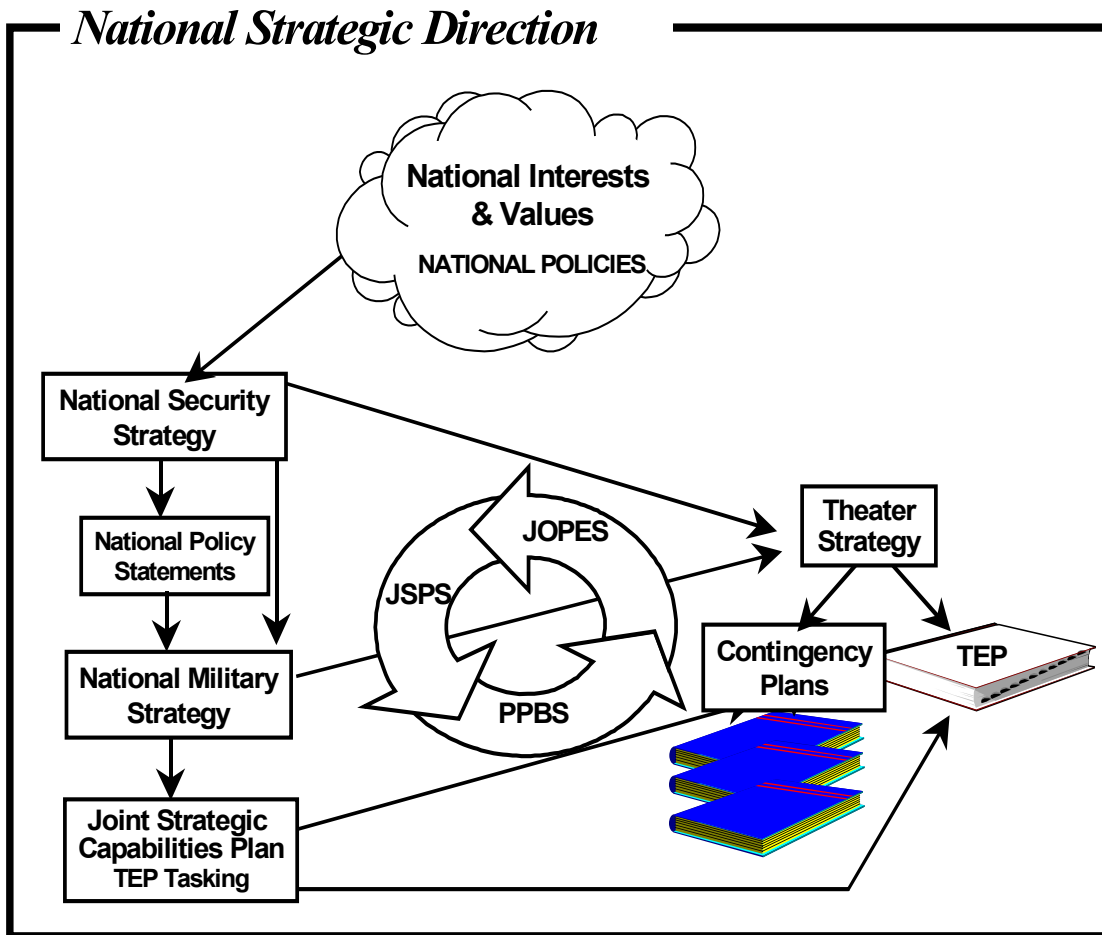 National Strategic Direction
National Interests
& Values
NATIONAL POLICIES
National Security
Strategy
National Policy
Statements
National Military
Strategy
Joint Strategic
Capabilities Plan
TEP Tasking
JOPES
JSPS
PPBS
Theater
Strategy
Contingency
Plans
TEP